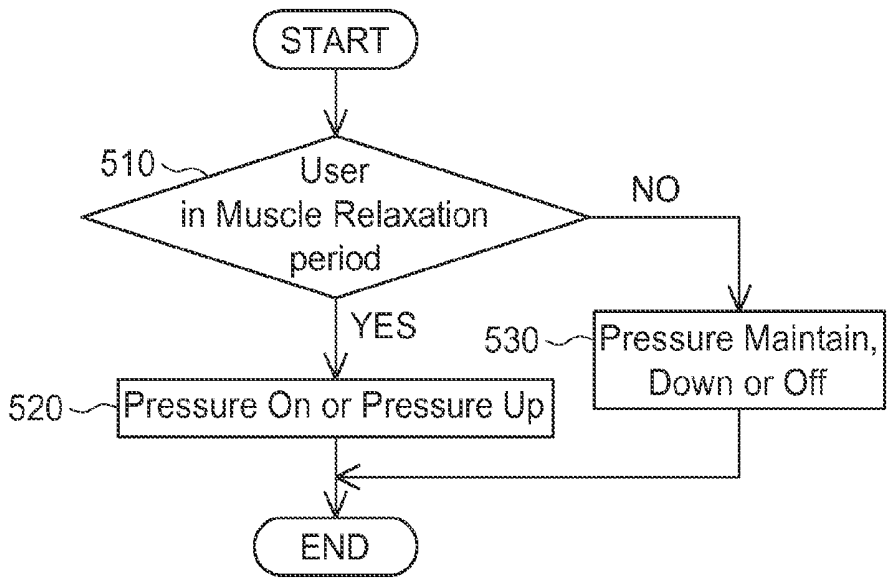 START
510
User
in Muscle Relaxation
period
NO
YES
530
Pressure Maintain,
Down or Off
520
Pressure On or Pressure Up
END